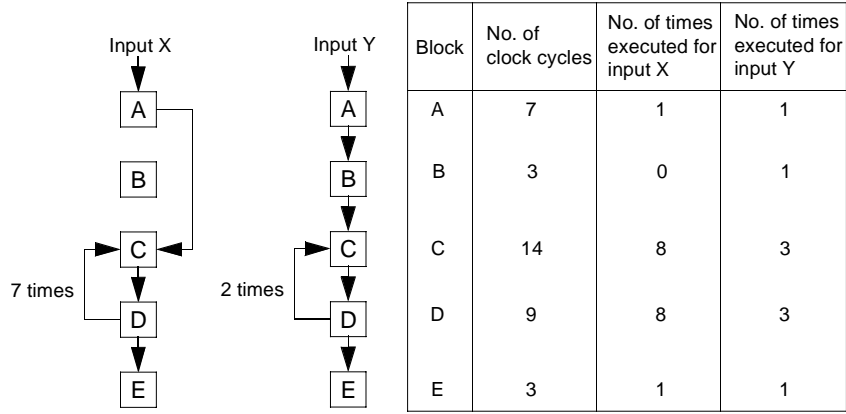 Input X
A
B
C
7 times
D
E
Input Y
A
B
C
2 times
D
E
Block
No. of
clock cycles
No. of times
executed for
input X
No. of times
executed for
input Y
A 7 1 1
B 3 0 1
C 14 8 3
D 9 8 3
E 3 1 1